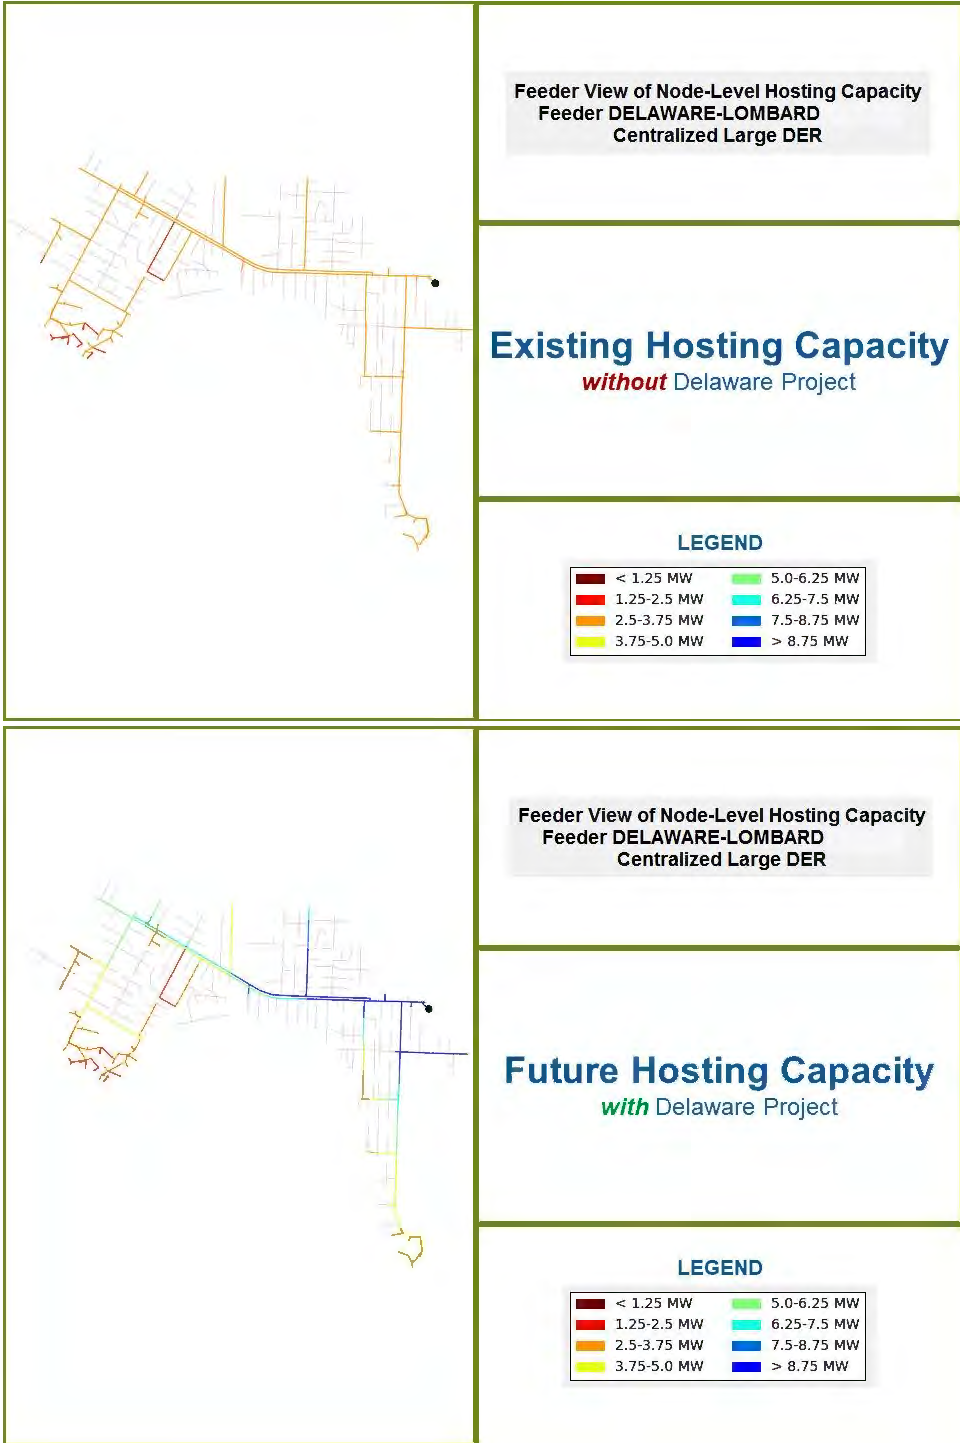 Feeder View of Node-Level Hosting Capacity
Feeder DELAWARE-LOMBARD
Centralized Large DER
Existing Hosting Capacity
without Delaware Project
LEGEND
< 1.25 MW
1.25-2.5 MW
2.5-3.75 MW
3.75-5.0 MW
5.0-6.25 MW
6.25-7.5 MW
7.5-8.75 MW
> 8.75 MW
Feeder View of Node-Level Hosting Capacity
Feeder DELAWARE-LOMBARD
Centralized Large DER
Future Hosting Capacity
with Delaware Project
LEGEND
< 1.25 MW
1.25-2.5 MW
2.5-3.75 MW
3.75-5.0 MW
5.0-6.25 MW
6.25-7.5 MW
7.5-8.75 MW
> 8.75 MW